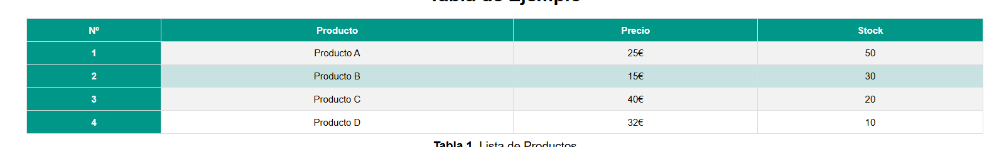 Tabla de Ejemplo
Nº Producto Precio Stock
1 Producto A 25€ 50
2 Producto B 15€ 30
3 Producto C 40€ 20
4 Producto D 32€ 10
Tabla 1. Lista de Productos